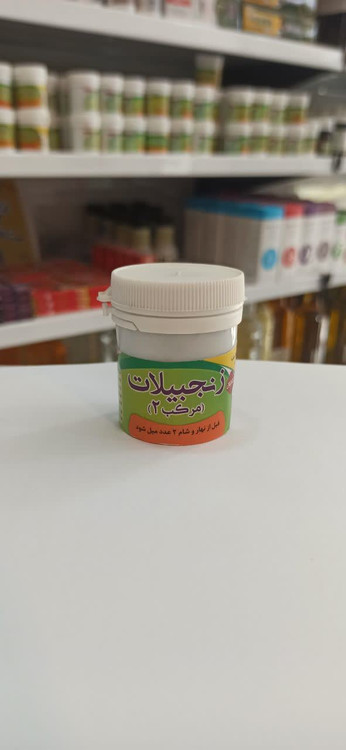 زنجبیلات
(مرکب ۲)
قبل از نهار و شام ۲ عدد میل شود